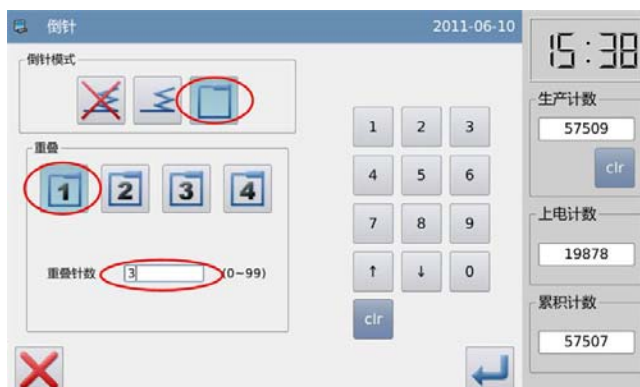 倒针 2011-06-10
15:38
倒针模式
重叠
1 2 3 4
重叠针数 3 (0~99)
1 2 3
4 5 6
7 8 9
↑ ↓ 0
clr
生产计数
57509
clr
上电计数
19878
累积计数
57507